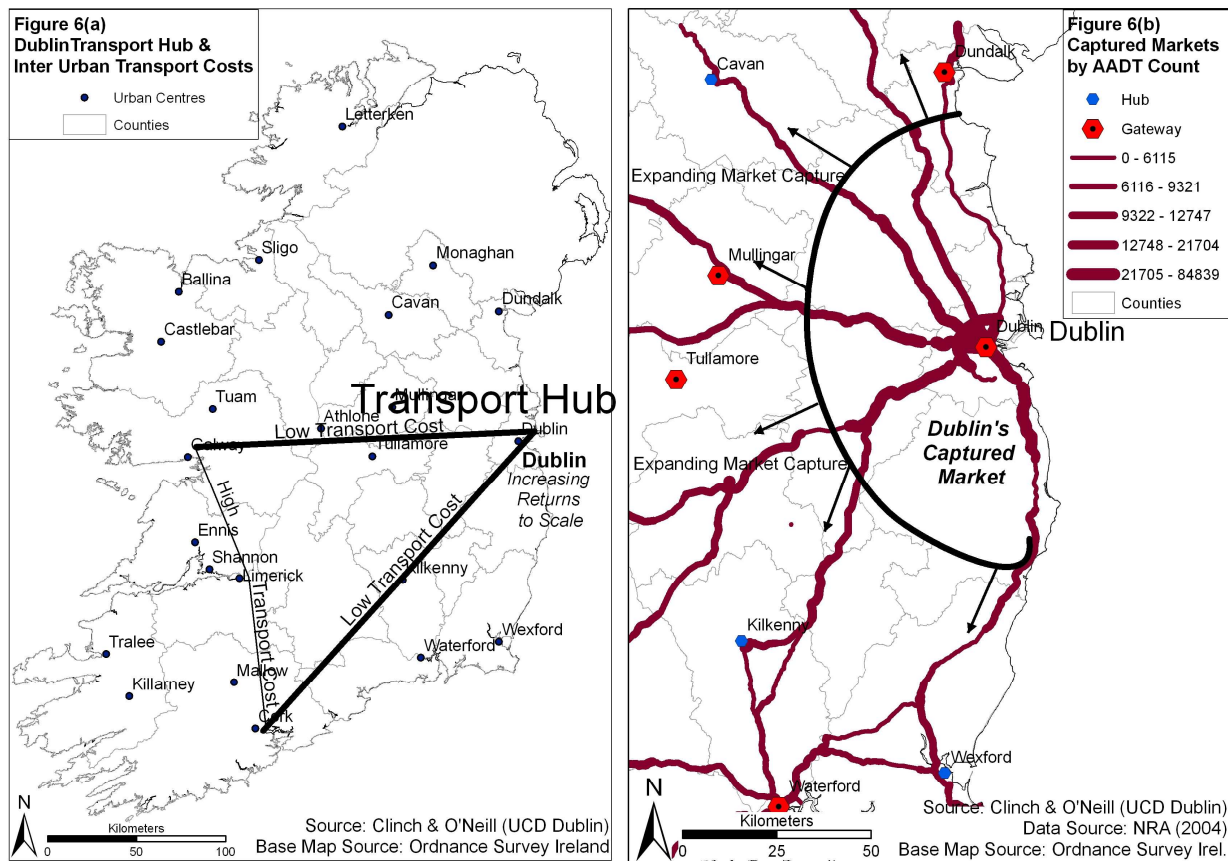 Figure 6(a)
DublinTransport Hub &
Inter Urban Transport Costs
Urban Centres
Counties
Letterken
Sligo
Monaghan
Ballina
Cavan
Dundalk
Castlebar
Tuam
Mullingar
Transport Hub
Athlone
Low Transport Cost
Galway
Tullamore
Dublin
Dublin
Increasing
Returns
to Scale
High
Transport Cost
Low Transport Cost
Ennis
Shannon
Limerick
Kilkenny
Tralee
Waterford
Wexford
Mallow
Killarney
Cork
N
Kilometers
0 50 100
Source: Clinch & O'Neill (UCD Dublin)
Base Map Source: Ordnance Survey Ireland
Figure 6(b)
Captured Markets
by AADT Count
Hub
Gateway
0 - 6115
6116 - 9321
9322 - 12747
12748 - 21704
21705 - 84839
Counties
Dundalk
Cavan
Expanding Market Capture
Mullingar
Dublin
Dublin
Tullamore
Dublin's
Captured
Market
Expanding Market Capture
Kilkenny
Wexford
Waterford
N
Kilometers
0 25 50
Source: Clinch & O'Neill (UCD Dublin)
Data Source: NRA (2004)
Base Map Source: Ordnance Survey Irel